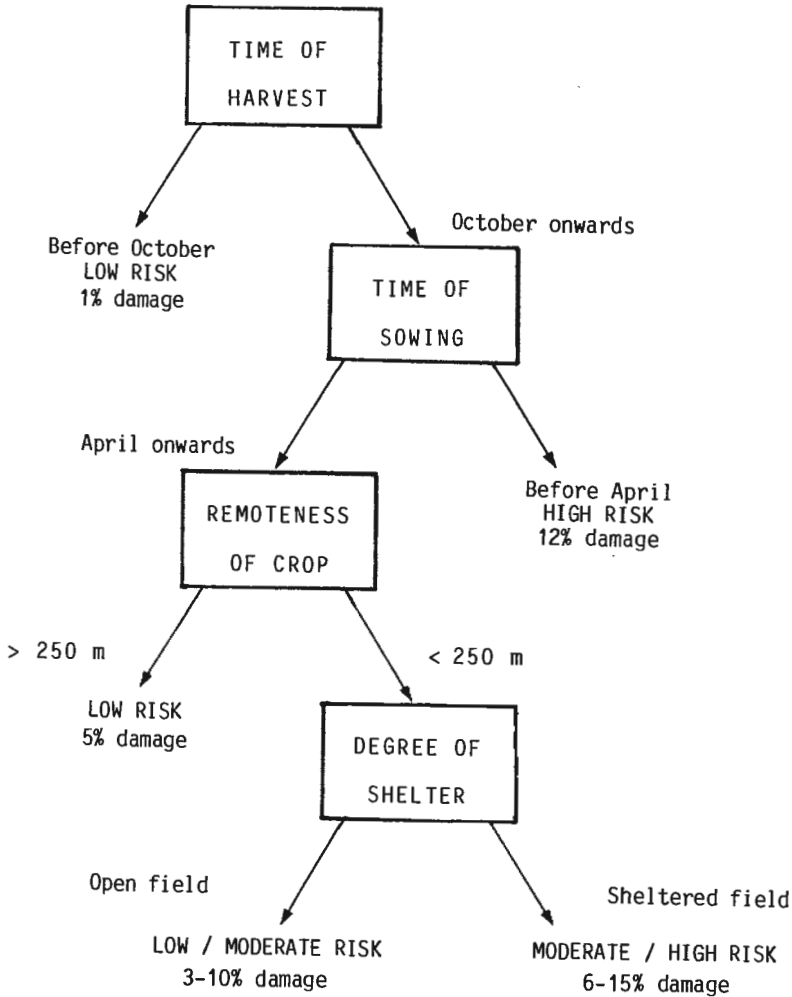 TIME OF
HARVEST
Before October
LOW RISK
1% damage
October onwards
TIME OF
SOWING
April onwards
Before April
HIGH RISK
12% damage
REMOTENESS
OF CROP
> 250 m
< 250 m
LOW RISK
5% damage
DEGREE OF
SHELTER
Open field
Sheltered field
LOW / MODERATE RISK
3-10% damage
MODERATE / HIGH RISK
6-15% damage